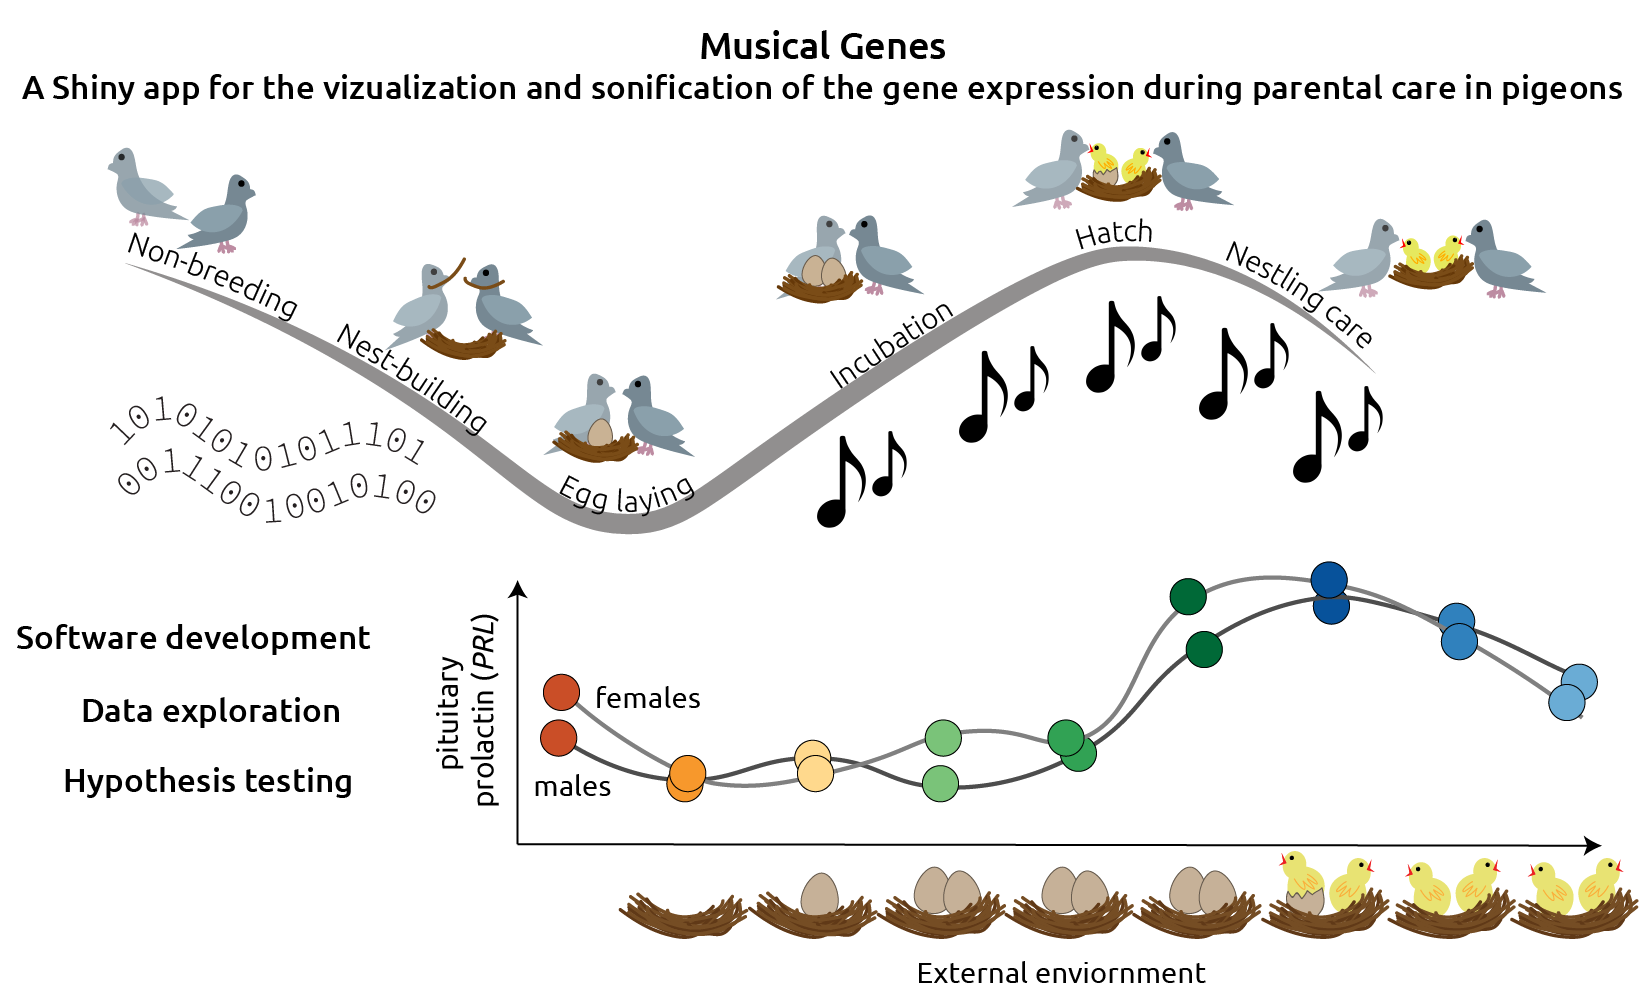 Musical Genes
A Shiny app for the vizualization and sonification of the gene expression during parental care in pigeons
Non-breeding
Nest-building
Egg laying
Incubation
Hatch
Nestling care
101010101011101
001110010010100
Software development
Data exploration
Hypothesis testing
pituitary
prolactin (PRL)
females
males
External enviornment